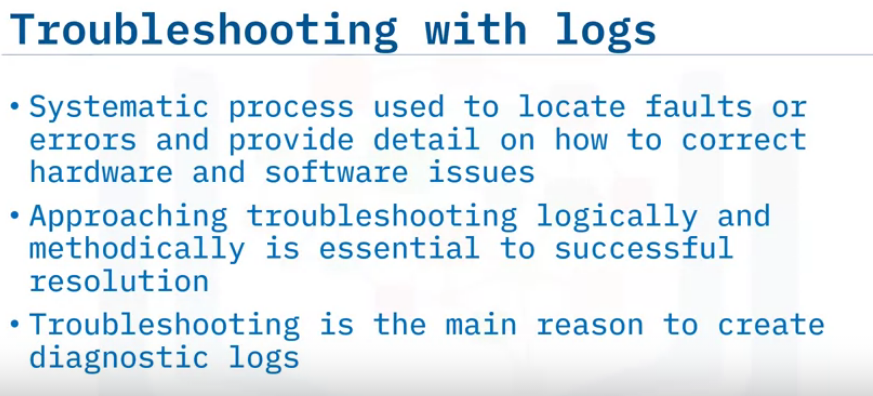 Troubleshooting with logs
• Systematic process used to locate faults or
errors and provide detail on how to correct
hardware and software issues
• Approaching troubleshooting logically and
methodically is essential to successful
resolution
• Troubleshooting is the main reason to create
diagnostic logs